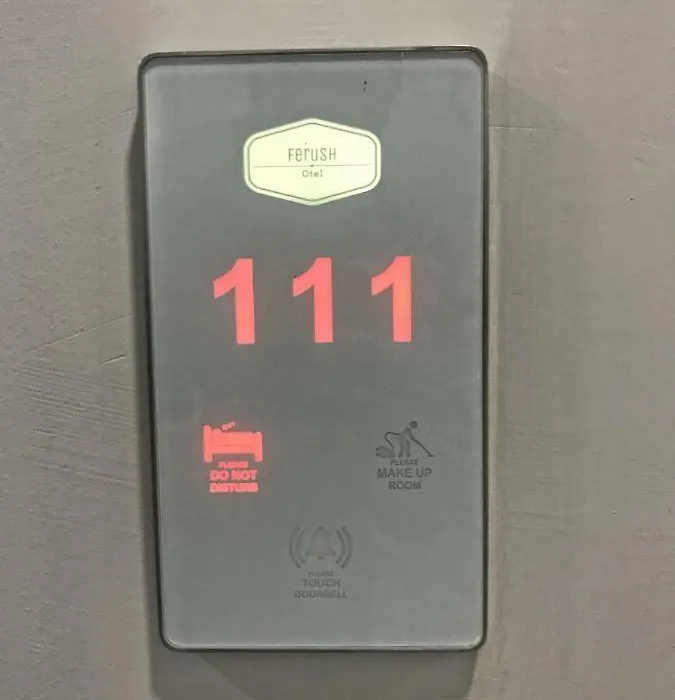 FeruSH
Otel
111
PLEASE
DO NOT
DISTURB
PLEASE
MAKE UP
ROOM
PLEASE
TOUCH
DOORBELL